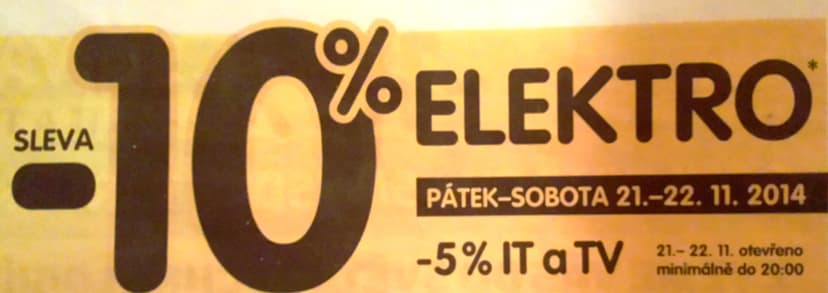 SLEVA
-10%
ELEKTRO*
PÁTEK–SOBOTA 21.–22. 11. 2014
-5% IT a TV
21.– 22. 11. otevřeno
minimálně do 20:00